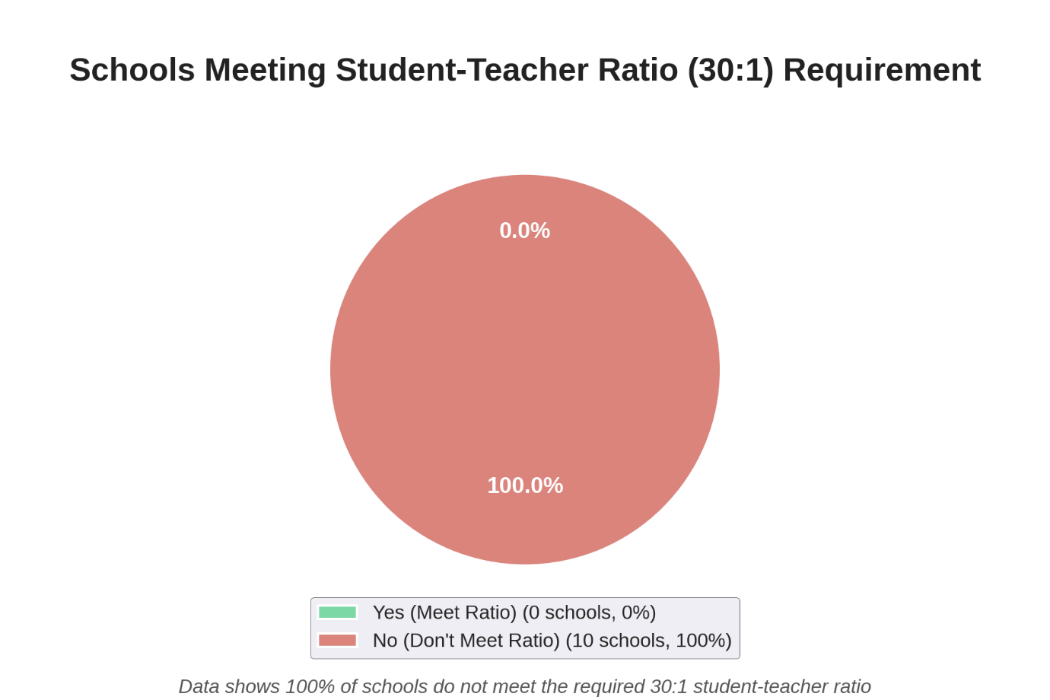 Schools Meeting Student-Teacher Ratio (30:1) Requirement
0.0%
100.0%
Yes (Meet Ratio) (0 schools, 0%)
No (Don't Meet Ratio) (10 schools, 100%)
Data shows 100% of schools do not meet the required 30:1 student-teacher ratio